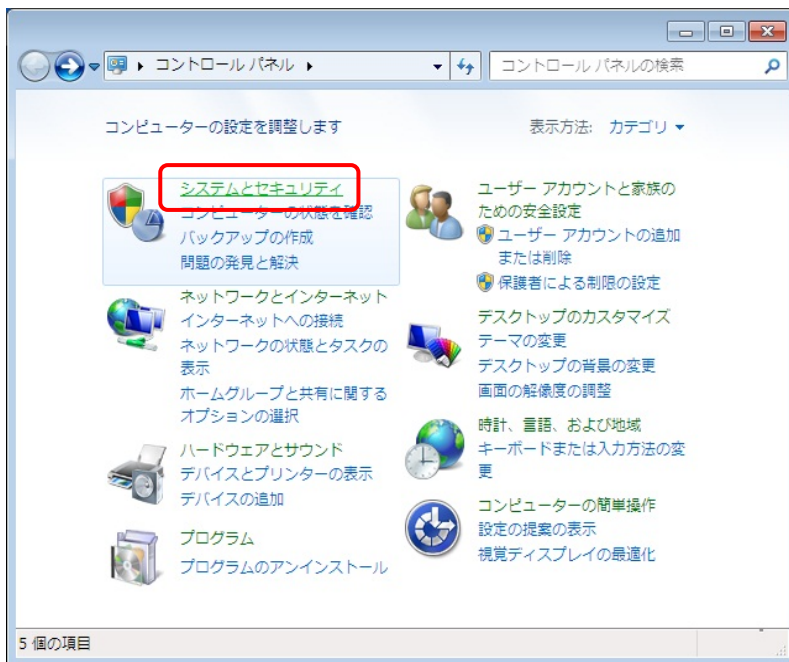 コントロール パネル
コントロール パネルの検索
コンピューターの設定を調整します
表示方法: カテゴリ
システムとセキュリティ
コンピューターの状態を確認
バックアップの作成
問題の発見と解決
ネットワークとインターネット
インターネットへの接続
ネットワークの状態とタスクの
表示
ホームグループと共有に関する
オプションの選択
ハードウェアとサウンド
デバイスとプリンターの表示
デバイスの追加
プログラム
プログラムのアンインストール
ユーザー アカウントと家族の
ための安全設定
ユーザー アカウントの追加
または削除
保護者による制限の設定
デスクトップのカスタマイズ
テーマの変更
デスクトップの背景の変更
画面の解像度の調整
時計、言語、および地域
キーボードまたは入力方法の変
更
コンピューターの簡単操作
設定の提案の表示
視覚ディスプレイの最適化
5 個の項目